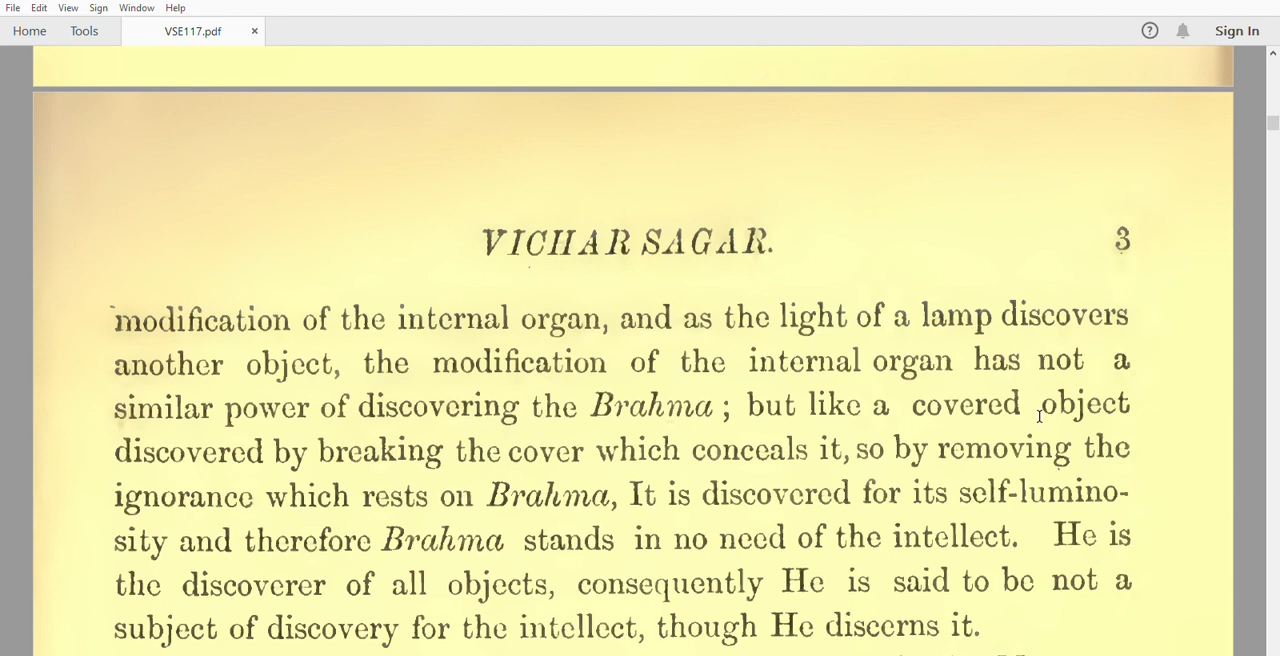 File Edit View Sign Window Help
Home Tools VSE117.pdf × ? Sign In
VICHAR SAGAR. 3
modification of the internal organ, and as the light of a lamp discovers
another object, the modification of the internal organ has not a
similar power of discovering the Brahma ; but like a covered object
discovered by breaking the cover which conceals it, so by removing the
ignorance which rests on Brahma, It is discovered for its self-lumino-
sity and therefore Brahma stands in no need of the intellect. He is
the discoverer of all objects, consequently He is said to be not a
subject of discovery for the intellect, though He discerns it.